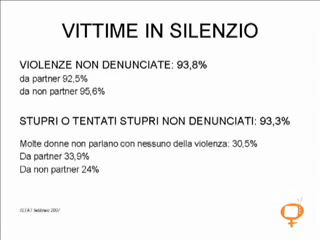 VITTIME IN SILENZIO
VIOLENZE NON DENUNCIATE: 93,8%
da partner 92,5%
da non partner 95,6%
STUPRI O TENTATI STUPRI NON DENUNCIATI: 93,3%
Molte donne non parlano con nessuno della violenza: 30,5%
Da partner 33,9%
Da non partner 24%
febbraio 2007